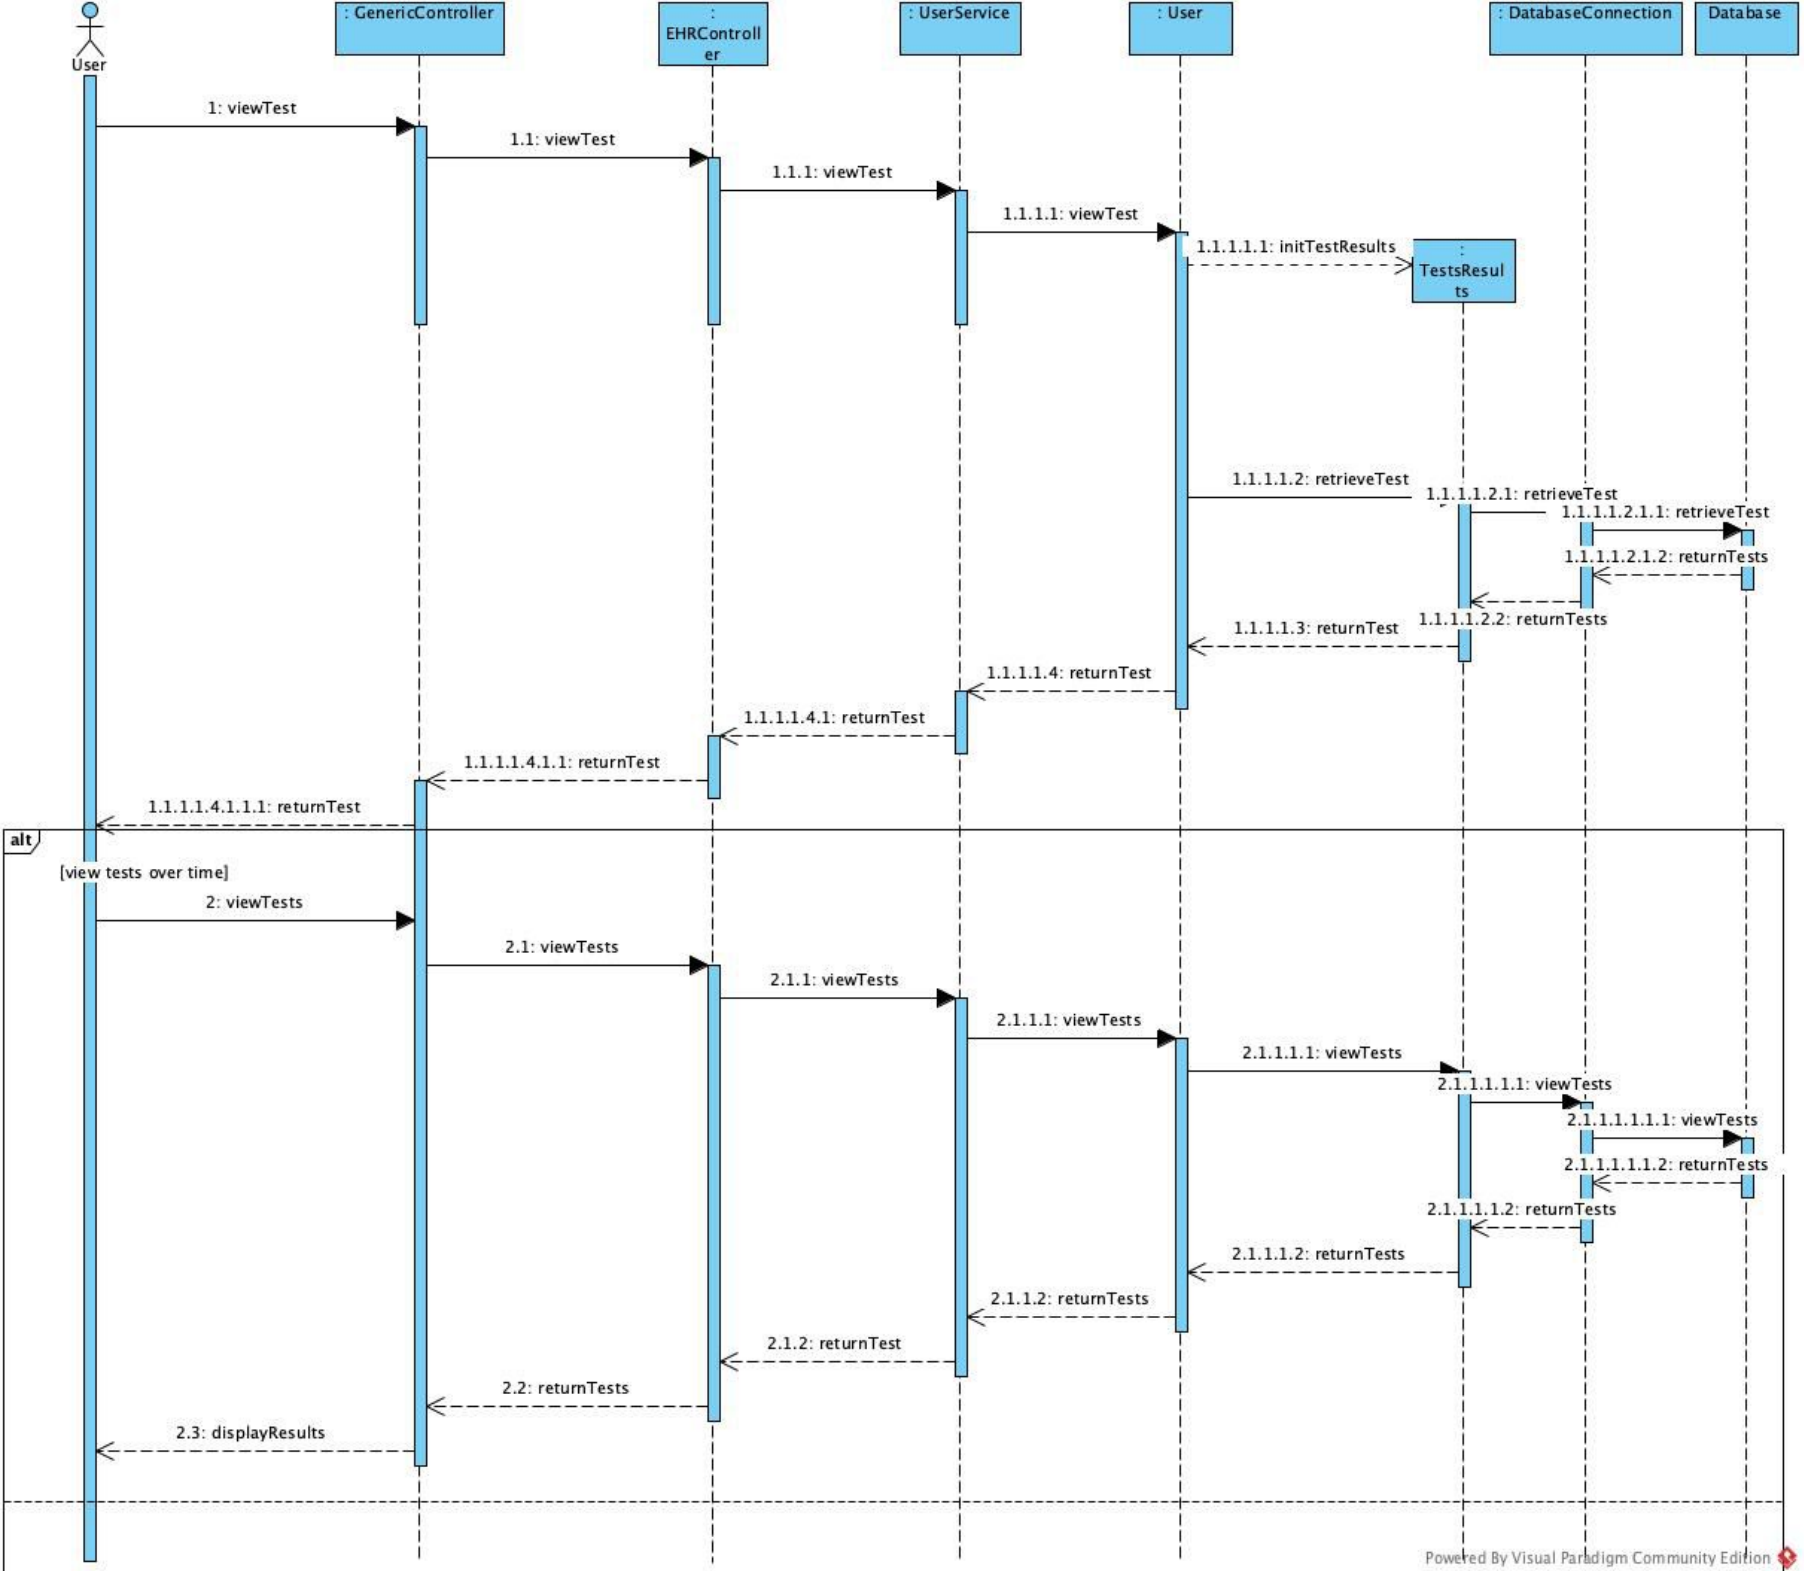 : GenericController
:
EHRControll
er
: UserService
: User
: DatabaseConnection
Database
User
1: viewTest
1.1: viewTest
1.1.1: viewTest
1.1.1.1: viewTest
1.1.1.1.1: initTestResults
:
TestsResul
ts
1.1.1.1.2: retrieveTest
1.1.1.1.2.1: retrieveTest
1.1.1.1.2.1.1: retrieveTest
1.1.1.1.2.1.2: returnTests
1.1.1.1.2.2: returnTests
1.1.1.1.3: returnTest
1.1.1.1.4: returnTest
1.1.1.1.4.1: returnTest
1.1.1.1.4.1.1: returnTest
1.1.1.1.4.1.1.1: returnTest
alt
[view tests over time]
2: viewTests
2.1: viewTests
2.1.1: viewTests
2.1.1.1: viewTests
2.1.1.1.1: viewTests
2.1.1.1.1.1: viewTests
2.1.1.1.1.1.1: viewTests
2.1.1.1.1.1.2: returnTests
2.1.1.1.1.2: returnTests
2.1.1.1.2: returnTests
2.1.1.2: returnTests
2.1.2: returnTest
2.2: returnTests
2.3: displayResults
Powered By Visual Paradigm Community Edition